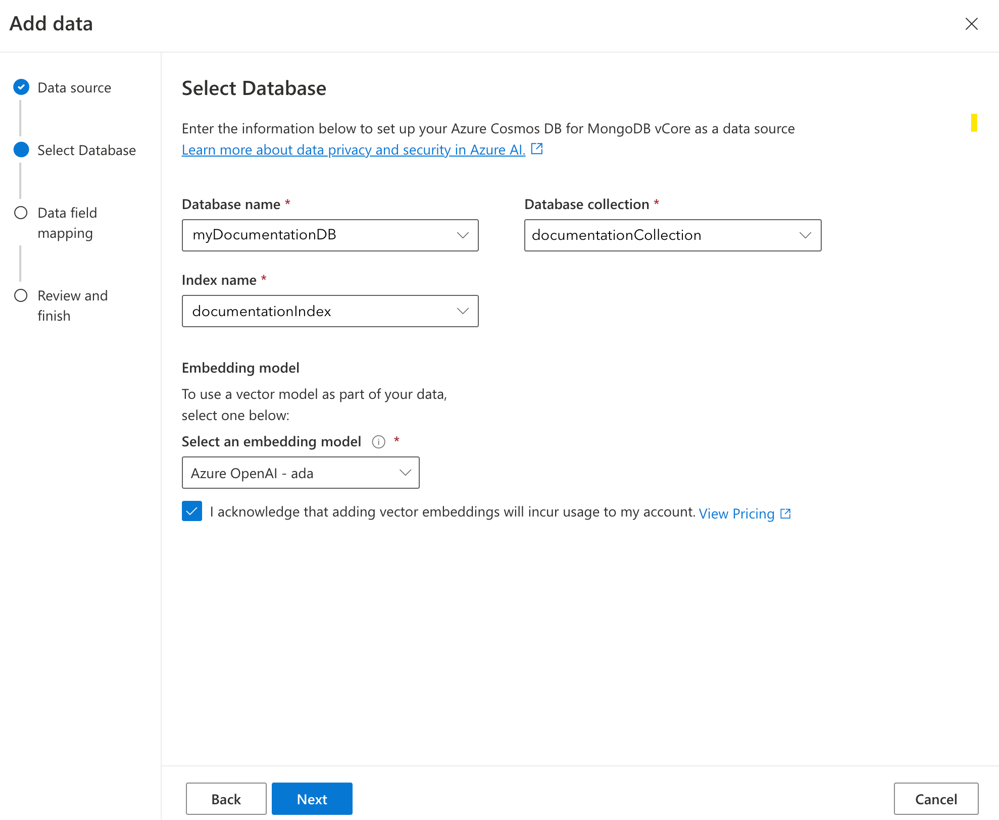 Add data
Data source
Select Database
Data field
mapping
Review and
finish
Select Database
Enter the information below to set up your Azure Cosmos DB for MongoDB vCore as a data source
Learn more about data privacy and security in Azure AI.
Database name *
Database collection *
myDocumentationDB
documentationCollection
Index name *
documentationIndex
Embedding model
To use a vector model as part of your data,
select one below:
Select an embedding model *
Azure OpenAI - ada
I acknowledge that adding vector embeddings will incur usage to my account. View Pricing
Back
Next
Cancel